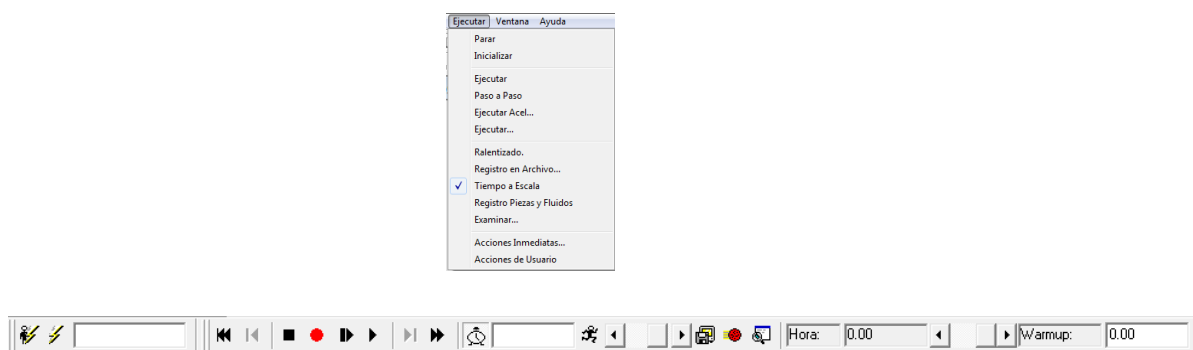 Ejecutar Ventana Ayuda
Parar
Inicializar
Ejecutar
Paso a Paso
Ejecutar Acel...
Ejecutar...
Ralentizado.
Registro en Archivo...
Tiempo a Escala
Registro Piezas y Fluidos
Examinar...
Acciones Inmediatas...
Acciones de Usuario
Hora: 0.00 Warmup: 0.00